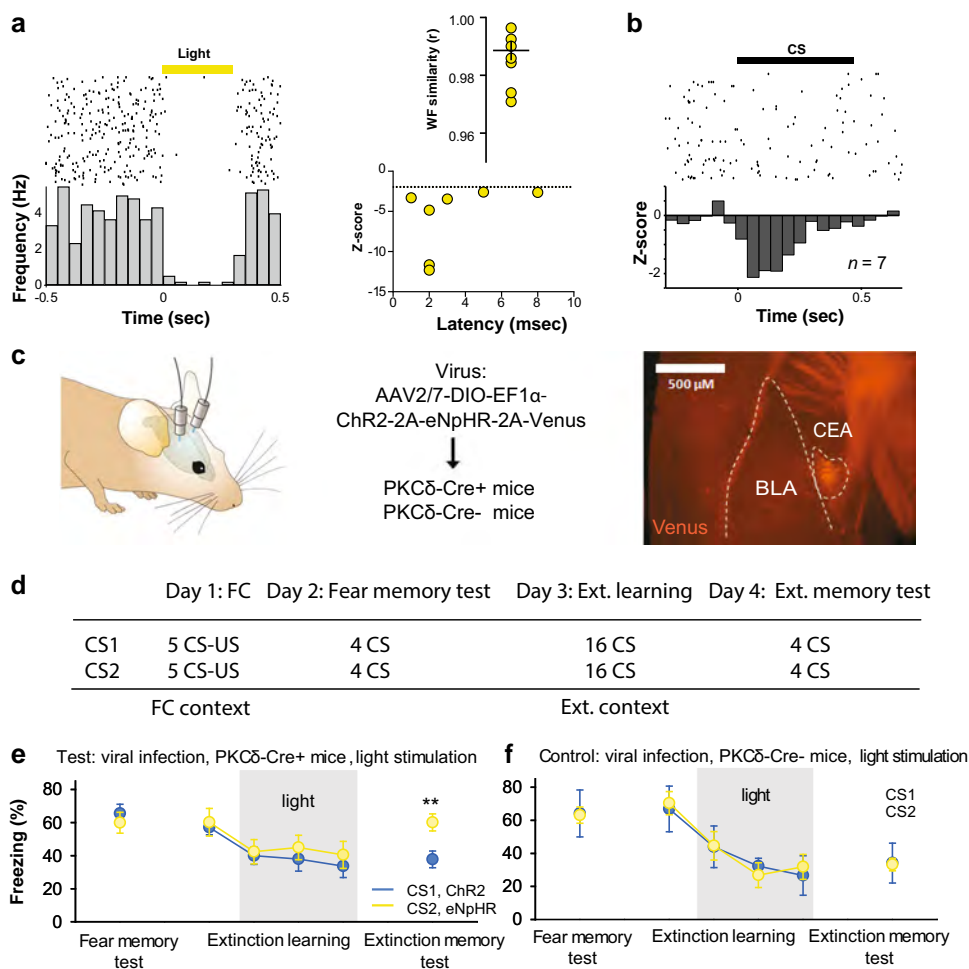 a
Light
Frequency (Hz)
4
2
0
-0.5
0
0.5
Time (sec)
WF similarity (r)
1.00
0.98
0.96
Z-score
0
-5
-10
-15
0
2
4
6
8
10
Latency (msec)
b
CS
Z-score
0
-2
n = 7
0
0.5
Time (sec)
c
Virus:
AAV2/7-DIO-EF1α-
ChR2-2A-eNpHR-2A-Venus
PKCδ-Cre+ mice
PKCδ-Cre- mice
500 µM
CEA
BLA
Venus
d
Day 1: FC Day 2: Fear memory test Day 3: Ext. learning Day 4: Ext. memory test
CS1 5 CS-US 4 CS 16 CS 4 CS
CS2 5 CS-US 4 CS 16 CS 4 CS
FC context Ext. context
e Test: viral infection, PKCδ-Cre+ mice, light stimulation
Freezing (%)
80
60
40
20
0
light
**
CS1, ChR2
CS2, eNpHR
Fear memory
test
Extinction learning
Extinction memory
test
f Control: viral infection, PKCδ-Cre- mice, light stimulation
80
60
40
20
0
light
CS1
CS2
Fear memory
test
Extinction learning
Extinction memory
test